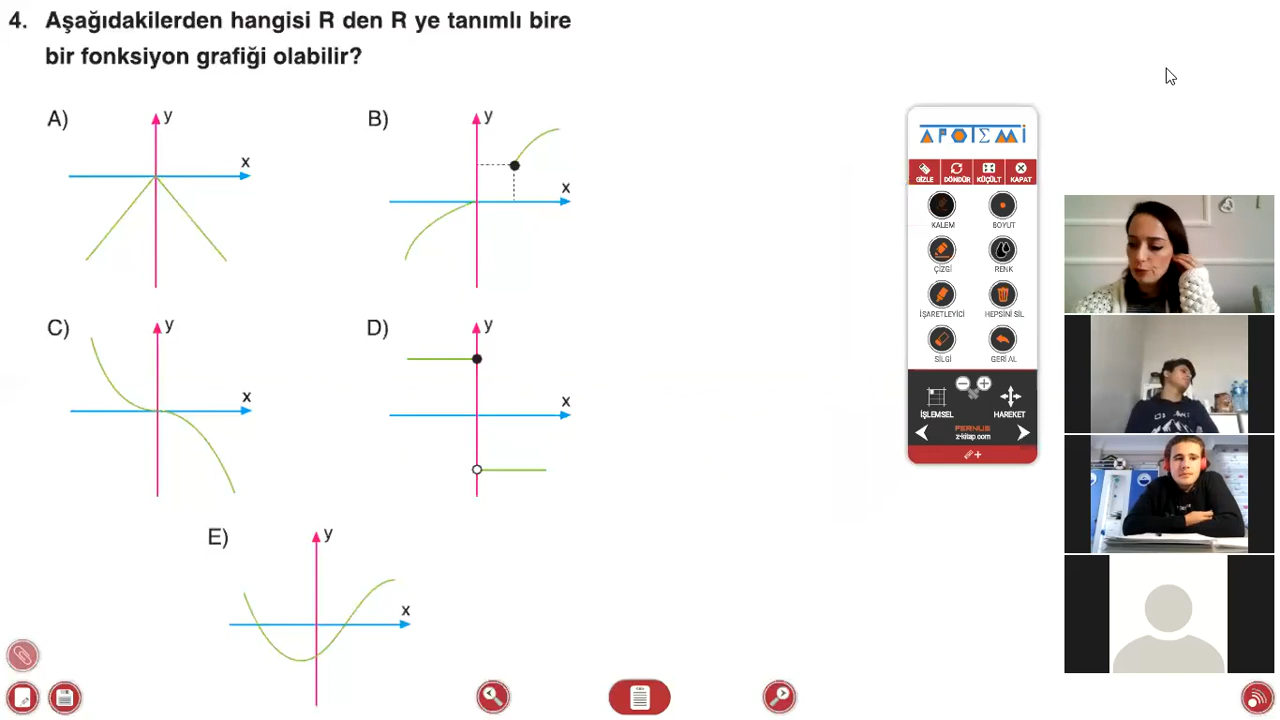 4. Aşağıdakilerden hangisi R den R ye tanımlı bire
bir fonksiyon grafiği olabilir?
A)
y
x
B)
y
x
C)
y
x
D)
y
x
E)
y
x
APOTEMİ
GİZLE DÖNDÜR KÜÇÜLT KAPAT
KALEM BOYUT
ÇİZGİ RENK
İŞARETLEYİCİ HEPSİNİ SİL
SİLGİ GERİ AL
İŞLEMSEL HAREKET
FERNUS
z-kitap.com